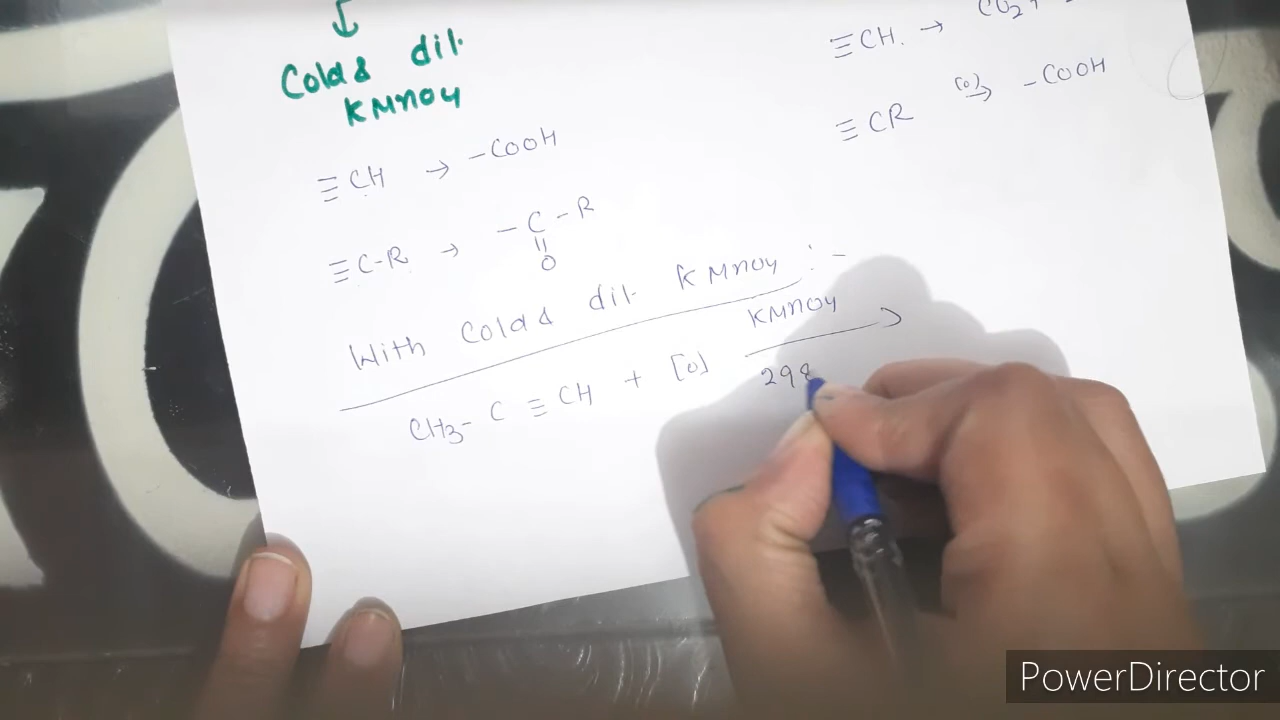 Cold & dil.
KMnO4
≡CH → -COOH
≡C-R → -C-R
||
O
≡CH. → CO2 +
≡CR (O) → -COOH
With Cold & dil. KMnO4 :-
CH3- C ≡ CH + [O] KMnO4 →
298
PowerDirector